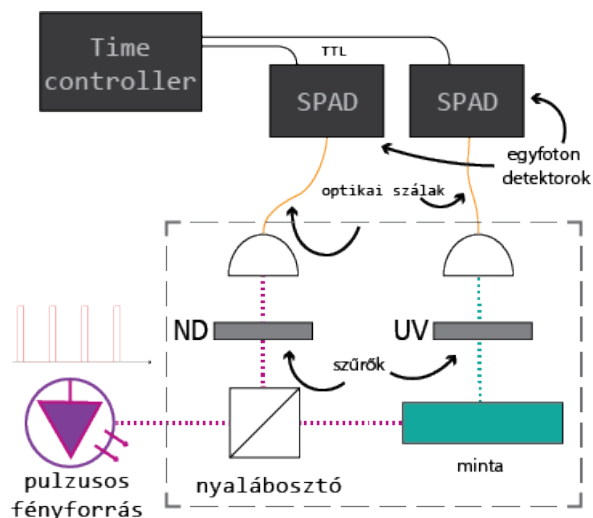 Time
controller
TTL
SPAD
SPAD
egyfoton
detektorok
optikai szálak
ND
UV
szűrők
minta
pulzusos
fényforrás
nyalábosztó